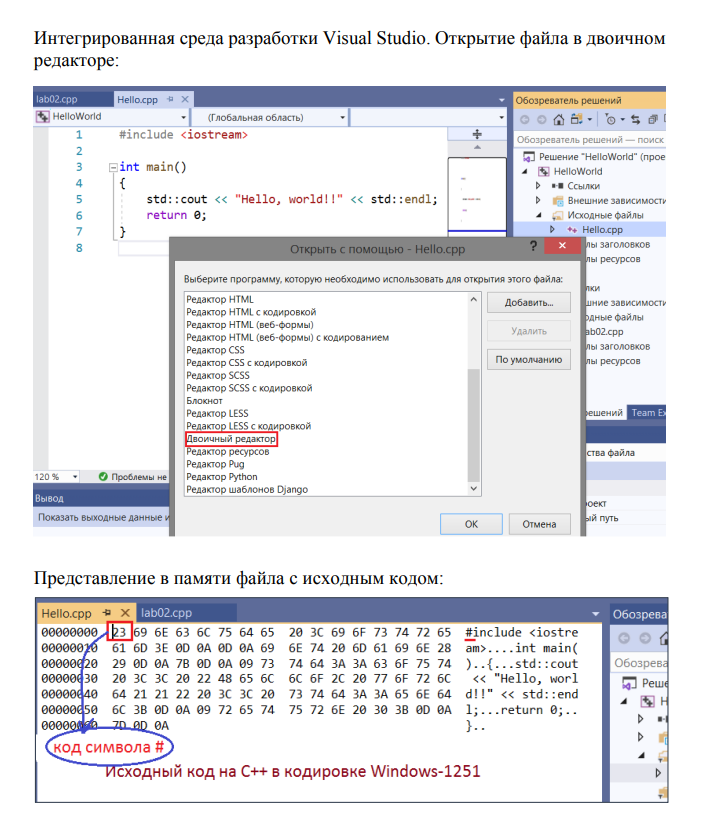 Интегрированная среда разработки Visual Studio. Открытие файла в двоичном
редакторе:
lab02.cpp Hello.cpp
HelloWorld (Глобальная область)
1 #include <iostream>
2
3 int main()
4 {
5 std::cout << "Hello, world!!" << std::endl;
6 return 0;
7 }
8
120 % Проблемы не
Вывод
Показать выходные данные и
Обозреватель решений
Обозреватель решений — поиск
Решение "HelloWorld" (прое
HelloWorld
Ссылки
Внешние зависимости
Исходные файлы
Hello.cpp
лы заголовков
лы ресурсов
лки
шние зависимости
одные файлы
ab02.cpp
лы заголовков
лы ресурсов
ешений Team Ex
ства файла
роект
ый путь
Открыть с помощью - Hello.cpp ?
Выберите программу, которую необходимо использовать для открытия этого файла:
Редактор HTML
Редактор HTML с кодировкой
Редактор HTML (веб-формы)
Редактор HTML (веб-формы) с кодированием
Редактор CSS
Редактор CSS с кодировкой
Редактор SCSS
Редактор SCSS с кодировкой
Блокнот
Редактор LESS
Редактор LESS с кодировкой
Двоичный редактор
Редактор ресурсов
Редактор Pug
Редактор Python
Редактор шаблонов Django
Добавить...
Удалить
По умолчанию
ОК Отмена
Представление в памяти файла с исходным кодом:
Hello.cpp lab02.cpp
00000000 23 69 6E 63 6C 75 64 65 20 3C 69 6F 73 74 72 65 #include <iostre
00000010 61 6D 3E 0D 0A 0D 0A 69 6E 74 20 6D 61 69 6E 28 am>....int main(
00000020 29 0D 0A 7B 0D 0A 09 73 74 64 3A 3A 63 6F 75 74 )..{...std::cout
00000030 20 3C 3C 20 22 48 65 6C 6C 6F 2C 20 77 6F 72 6C << "Hello, worl
00000040 64 21 21 22 20 3C 3C 20 73 74 64 3A 3A 65 6E 64 d!!" << std::end
00000050 6C 3B 0D 0A 09 72 65 74 75 72 6E 20 30 3B 0D 0A l;...return 0;..
00000060 7D 0D 0A }..
код символа #
Исходный код на C++ в кодировке Windows-1251
Обозрева
Обозрева
Реше
H